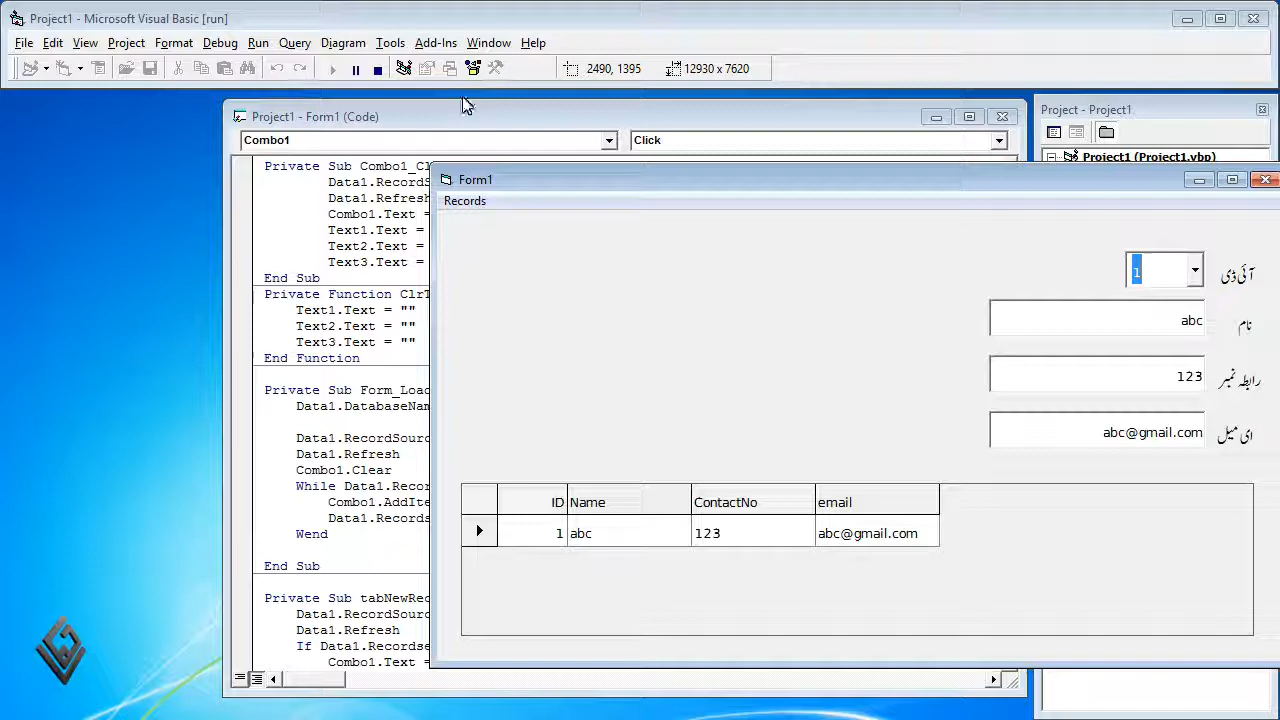 Project1 - Microsoft Visual Basic [run]
File Edit View Project Format Debug Run Query Diagram Tools Add-Ins Window Help
2490, 1395 12930 x 7620
Project1 - Form1 (Code)
Combo1 Click
Private Sub Combo1_Cl
Data1.RecordS
Data1.Refresh
Combo1.Text =
Text1.Text =
Text2.Text =
Text3.Text =
End Sub
Private Function ClrT
Text1.Text = ""
Text2.Text = ""
Text3.Text = ""
End Function
Private Sub Form_Loa
Data1.DatabaseNam
Data1.RecordSourc
Data1.Refresh
Combo1.Clear
While Data1.Recor
Combo1.AddIte
Data1.Records
Wend
End Sub
Private Sub tabNewRec
Data1.RecordSourc
Data1.Refresh
If Data1.Recordse
Combo1.Text =
Project - Project1
Project1 (Project1.vbp)
Form1
Records
1 آئی ڈی
abc نام
123 رابطہ نمبر
abc@gmail.com ای میل
ID Name ContactNo email
1 abc 123 abc@gmail.com